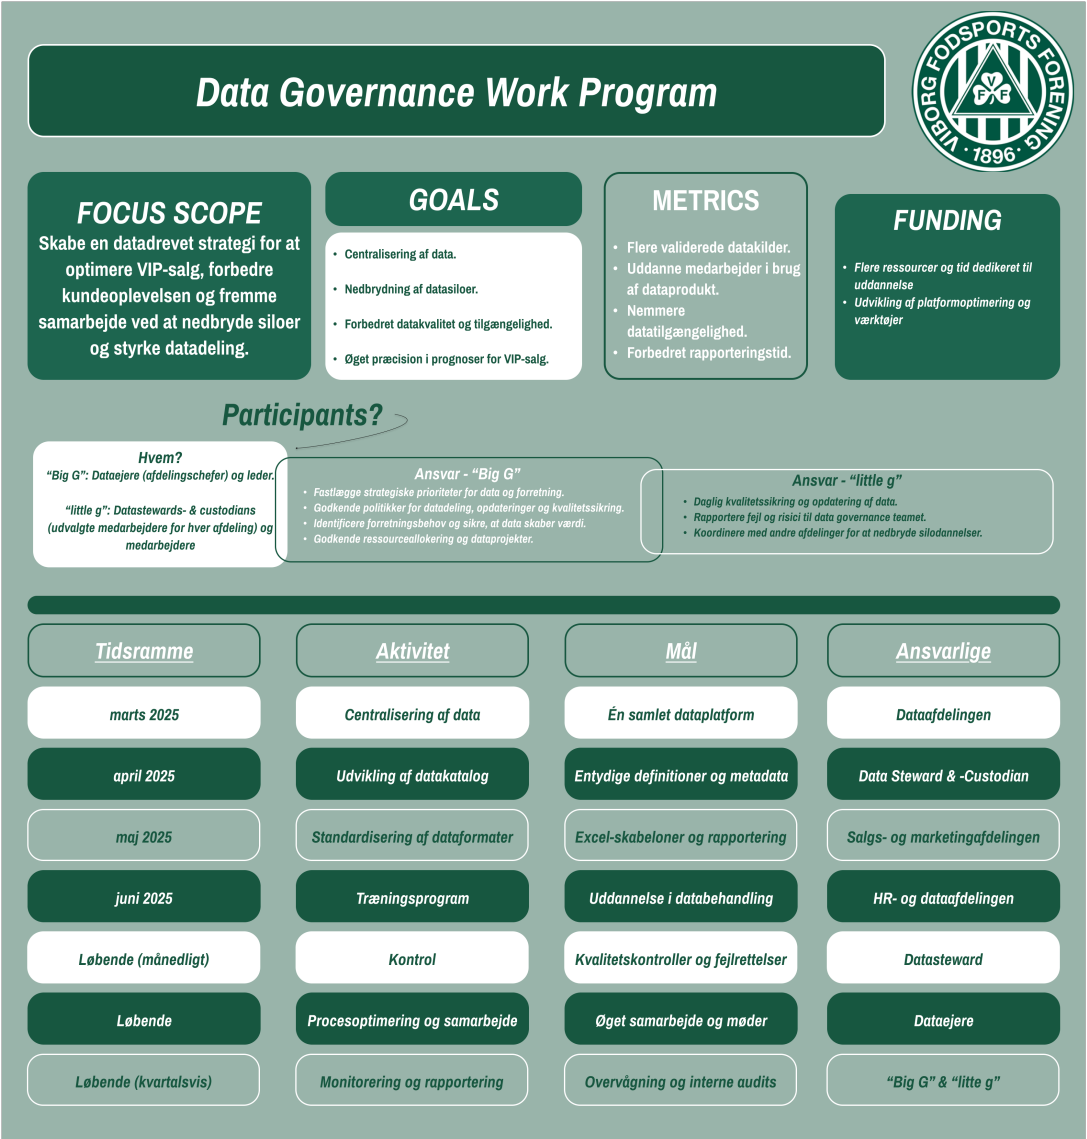 Data Governance Work Program
VIBORG FODSPORTS FORENING
· 1896 ·
V
F F
FOCUS SCOPE
Skabe en datadrevet strategi for at
optimere VIP-salg, forbedre
kundeoplevelsen og fremme
samarbejde ved at nedbryde siloer
og styrke datadeling.
GOALS
• Centralisering af data.
• Nedbrydning af datasiloer.
• Forbedret datakvalitet og tilgængelighed.
• Øget præcision i prognoser for VIP-salg.
METRICS
• Flere validerede datakilder.
• Uddanne medarbejder i brug
af dataprodukt.
• Nemmere
datatilgængelighed.
• Forbedret rapporteringstid.
FUNDING
• Flere ressourcer og tid dedikeret til
uddannelse
• Udvikling af platformoptimering og
værktøjer
Participants?
Hvem?
“Big G”: Dataejere (afdelingschefer) og leder.
“little g”: Datastewards- & custodians
(udvalgte medarbejdere for hver afdeling) og
medarbejdere
Ansvar - “Big G”
• Fastlægge strategiske prioriteter for data og forretning.
• Godkende politikker for datadeling, opdateringer og kvalitetssikring.
• Identificere forretningsbehov og sikre, at data skaber værdi.
• Godkende ressourceallokering og dataprojekter.
Ansvar - “little g”
• Daglig kvalitetssikring og opdatering af data.
• Rapportere fejl og risici til data governance teamet.
• Koordinere med andre afdelinger for at nedbryde silodannelser.
Tidsramme Aktivitet Mål Ansvarlige
marts 2025 Centralisering af data Én samlet dataplatform Dataafdelingen
april 2025 Udvikling af datakatalog Entydige definitioner og metadata Data Steward & -Custodian
maj 2025 Standardisering af dataformater Excel-skabeloner og rapportering Salgs- og marketingafdelingen
juni 2025 Træningsprogram Uddannelse i databehandling HR- og dataafdelingen
Løbende (månedligt) Kontrol Kvalitetskontroller og fejlrettelser Datasteward
Løbende Procesoptimering og samarbejde Øget samarbejde og møder Dataejere
Løbende (kvartalsvis) Monitorering og rapportering Overvågning og interne audits “Big G” & “litte g”